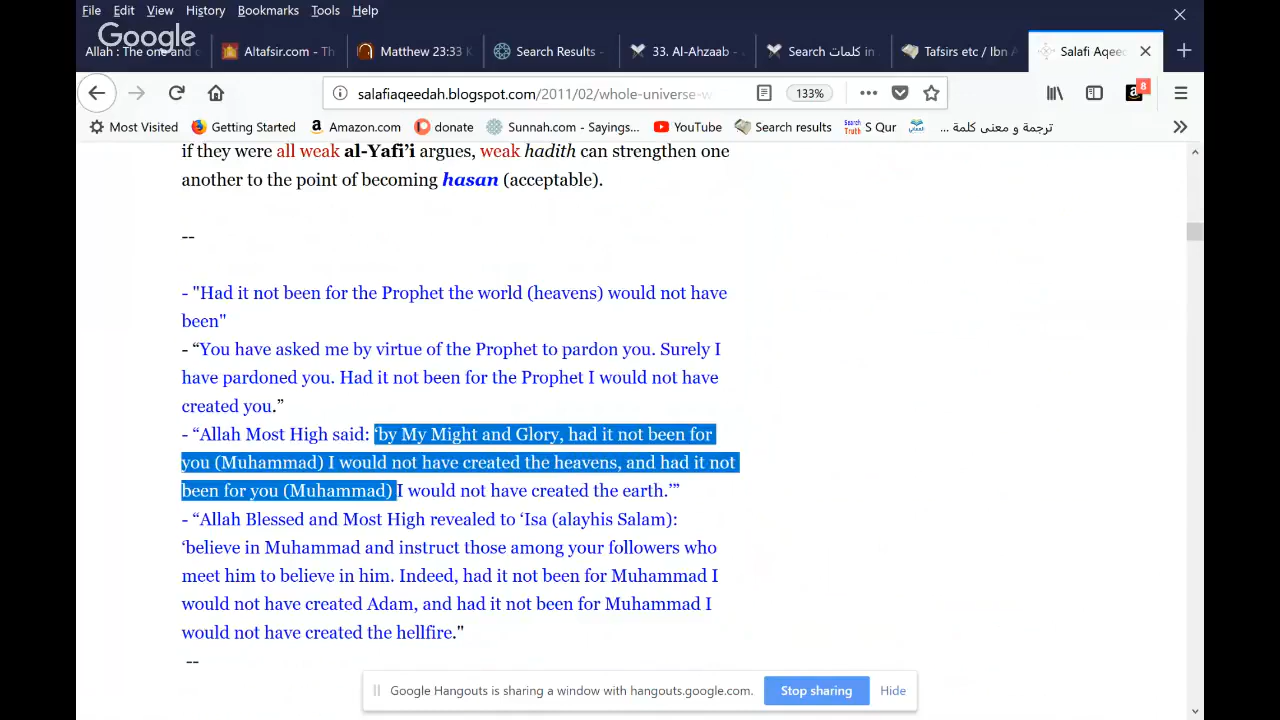 File Edit View History Bookmarks Tools Help
Google
Allah : The one and o
Altafsir.com - Th
Matthew 23:33 K
Search Results -
33. Al-Ahzaab -
Search كلمات in
Tafsirs etc / Ibn A
Salafi Aqee
salafiaqeedah.blogspot.com/2011/02/whole-universe-w
133%
8
Most Visited
Getting Started
Amazon.com
donate
Sunnah.com - Sayings...
YouTube
Search results
Search Truth
S Qur
ترجمة و معنى كلمة ...
if they were all weak al-Yafi'i argues, weak hadith can strengthen one
another to the point of becoming hasan (acceptable).
--
- "Had it not been for the Prophet the world (heavens) would not have
been"
- “You have asked me by virtue of the Prophet to pardon you. Surely I
have pardoned you. Had it not been for the Prophet I would not have
created you.”
- “Allah Most High said: ‘by My Might and Glory, had it not been for
you (Muhammad) I would not have created the heavens, and had it not
been for you (Muhammad) I would not have created the earth.’”
- “Allah Blessed and Most High revealed to ‘Isa (alayhis Salam):
‘believe in Muhammad and instruct those among your followers who
meet him to believe in him. Indeed, had it not been for Muhammad I
would not have created Adam, and had it not been for Muhammad I
would not have created the hellfire."
--
Google Hangouts is sharing a window with hangouts.google.com.
Stop sharing
Hide